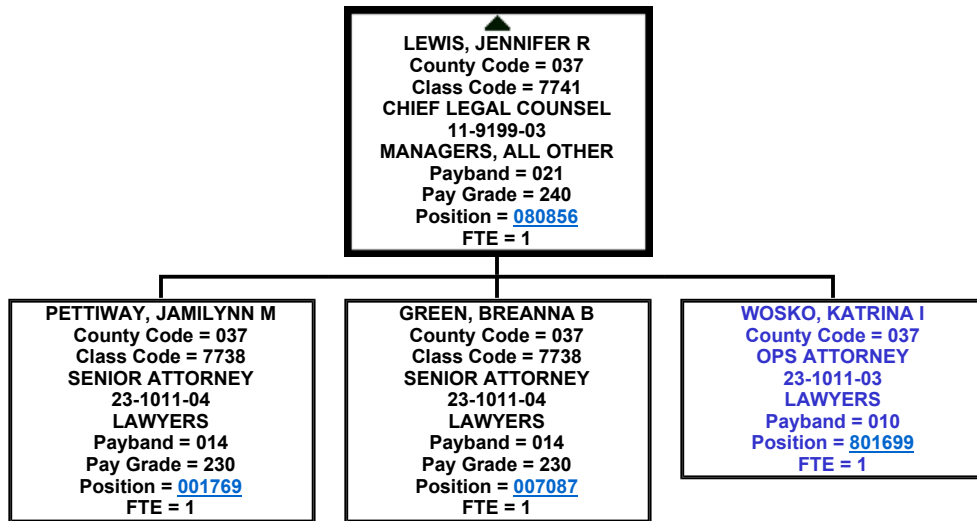 LEWIS, JENNIFER R
County Code = 037
Class Code = 7741
CHIEF LEGAL COUNSEL
11-9199-03
MANAGERS, ALL OTHER
Payband = 021
Pay Grade = 240
Position = 080856
FTE = 1
PETTIWAY, JAMILYNN M
County Code = 037
Class Code = 7738
SENIOR ATTORNEY
23-1011-04
LAWYERS
Payband = 014
Pay Grade = 230
Position = 001769
FTE = 1
GREEN, BREANNA B
County Code = 037
Class Code = 7738
SENIOR ATTORNEY
23-1011-04
LAWYERS
Payband = 014
Pay Grade = 230
Position = 007087
FTE = 1
WOSKO, KATRINA I
County Code = 037
OPS ATTORNEY
23-1011-03
LAWYERS
Payband = 010
Position = 801699
FTE = 1